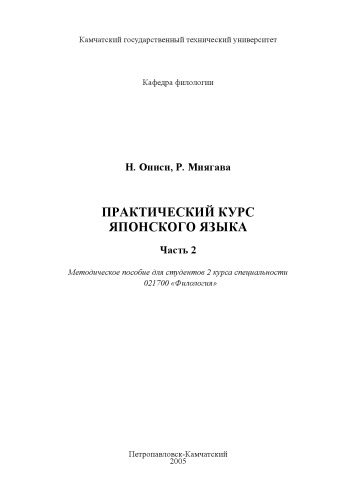 Камчатский государственный технический университет
Кафедра филологии
Н. Ониси, Р. Миягава
ПРАКТИЧЕСКИЙ КУРС
ЯПОНСКОГО ЯЗЫКА
Часть 2
Методическое пособие для студентов 2 курса специальности
021700 «Филология»
Петропавловск-Камчатский
2005